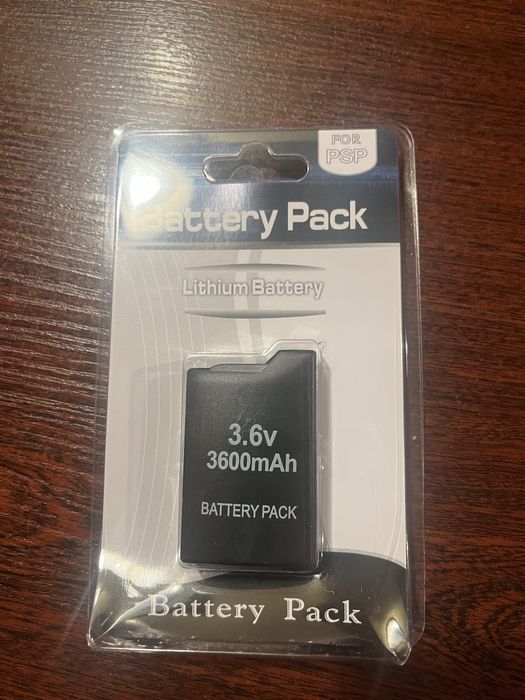 FOR
PSP
Battery Pack
Lithium Battery
3.6v
3600mAh
BATTERY PACK
Battery Pack